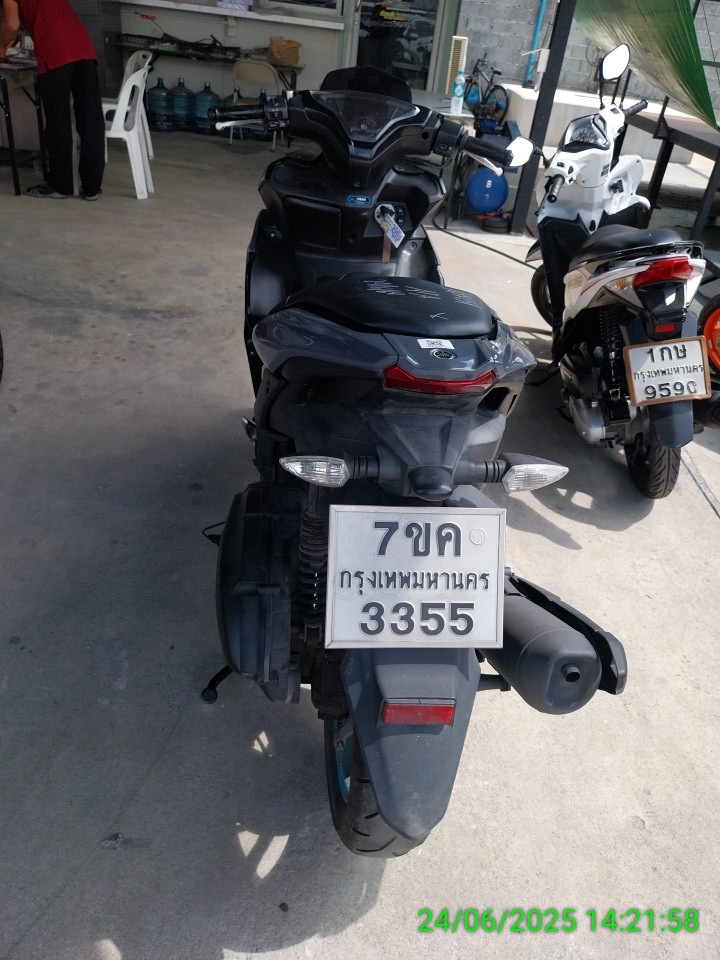 1กษ
กรุงเทพมหานคร
9590
7ขค
กรุงเทพมหานคร
3355
24/06/2025 14:21:58